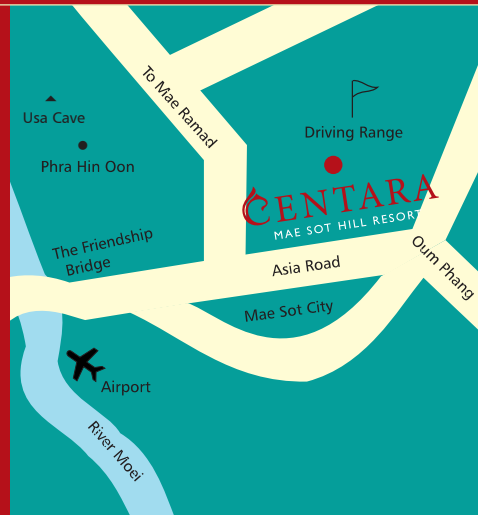 To Mae Ramad
Usa Cave
Driving Range
Phra Hin Oon
CENTARA
MAE SOT HILL RESORT
The Friendship
Bridge
Asia Road
Oum Phang
Mae Sot City
Airport
River Moei